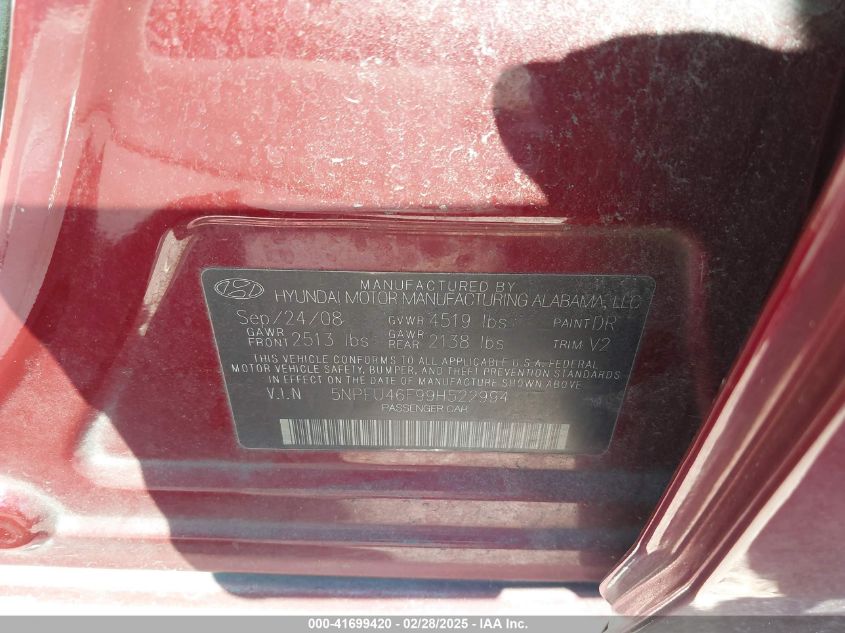 MANUFACTURED BY
HYUNDAI MOTOR MANUFACTURING ALABAMA, LLC
Sep/24/08 GVWR 4519 lbs PAINT DR
GAWR FRONT 2513 lbs GAWR REAR 2138 lbs TRIM V2
THIS VEHICLE CONFORMS TO ALL APPLICABLE U.S.A. FEDERAL
MOTOR VEHICLE SAFETY, BUMPER, AND THEFT PREVENTION STANDARDS
IN EFFECT ON THE DATE OF MANUFACTURE SHOWN ABOVE.
V.I.N 5NPEU46F99H522994
PASSENGER CAR
000-41699420 - 02/28/2025 - IAA Inc.